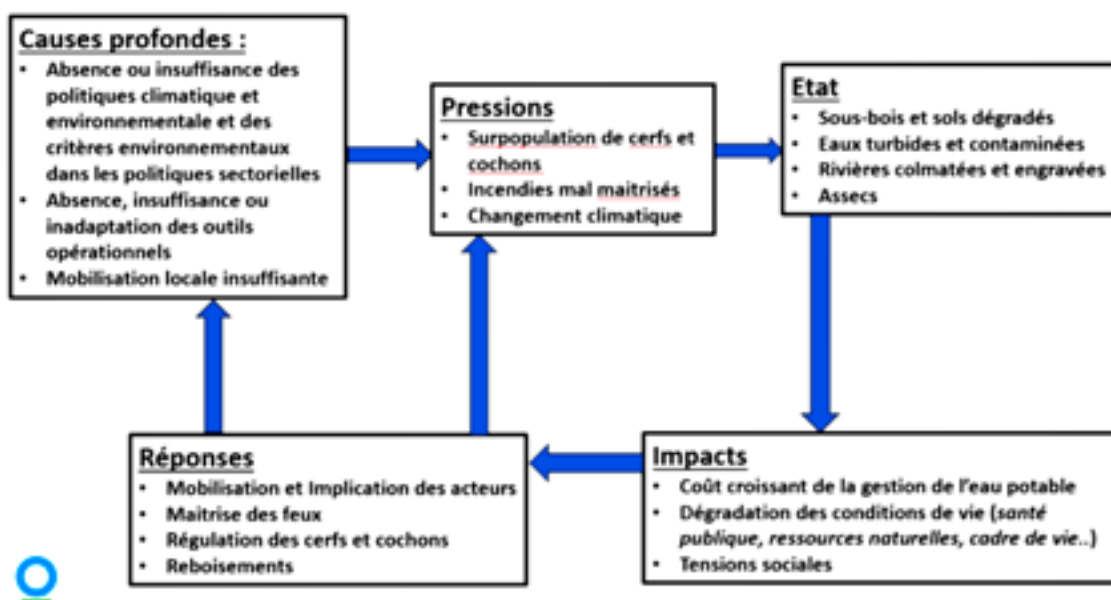 Causes profondes :
• Absence ou insuffisance des
politiques climatique et
environnementale et des
critères environnementaux
dans les politiques sectorielles
• Absence, insuffisance ou
inadaptation des outils
opérationnels
• Mobilisation locale insuffisante
Pressions
• Surpopulation de cerfs et
cochons
• Incendies mal maitrisés
• Changement climatique
Etat
• Sous-bois et sols dégradés
• Eaux turbides et contaminées
• Rivières colmatées et engravées
• Assecs
Réponses
• Mobilisation et Implication des acteurs
• Maitrise des feux
• Régulation des cerfs et cochons
• Reboisements
Impacts
• Coût croissant de la gestion de l'eau potable
• Dégradation des conditions de vie (santé
publique, ressources naturelles, cadre de vie..)
• Tensions sociales